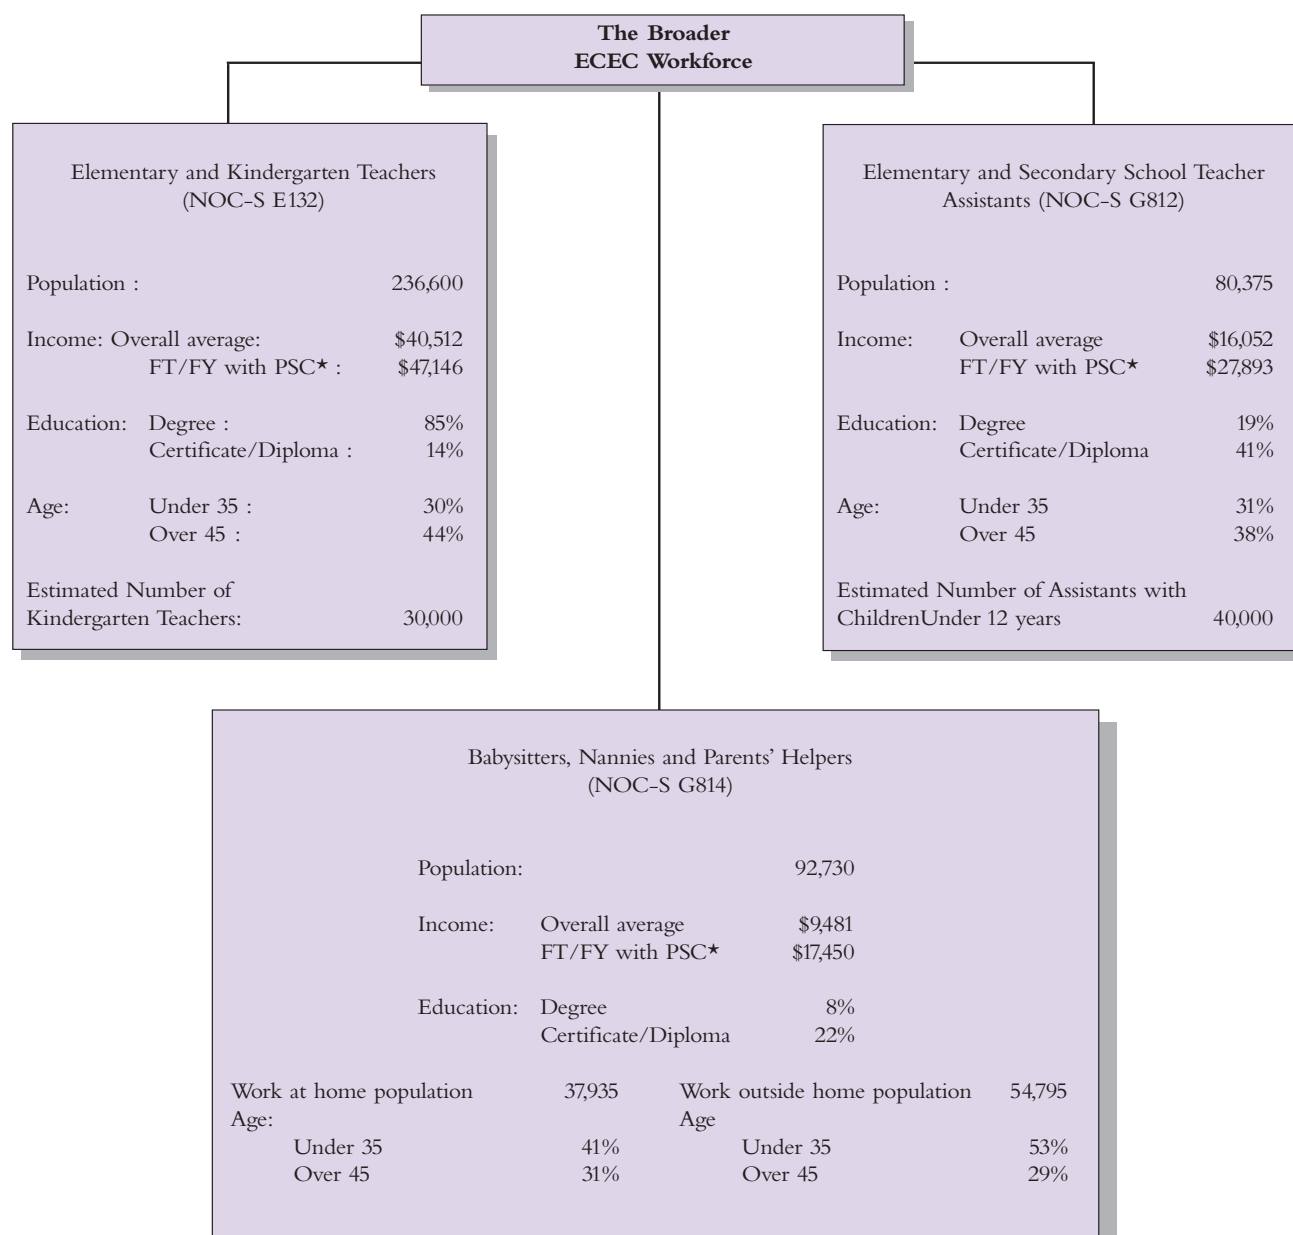 The Broader
ECEC Workforce
Elementary and Kindergarten Teachers
(NOC-S E132)
Population : 236,600
Income: Overall average: $40,512
FT/FY with PSC★ : $47,146
Education: Degree : 85%
Certificate/Diploma : 14%
Age: Under 35 : 30%
Over 45 : 44%
Estimated Number of
Kindergarten Teachers: 30,000
Elementary and Secondary School Teacher
Assistants (NOC-S G812)
Population : 80,375
Income: Overall average $16,052
FT/FY with PSC★ $27,893
Education: Degree 19%
Certificate/Diploma 41%
Age: Under 35 31%
Over 45 38%
Estimated Number of Assistants with
ChildrenUnder 12 years 40,000
Babysitters, Nannies and Parents’ Helpers
(NOC-S G814)
Population: 92,730
Income: Overall average $9,481
FT/FY with PSC★ $17,450
Education: Degree 8%
Certificate/Diploma 22%
Work at home population 37,935
Age:
Under 35 41%
Over 45 31%
Work outside home population 54,795
Age
Under 35 53%
Over 45 29%